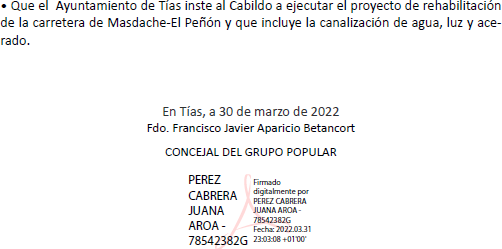 • Que el  Ayuntamiento de Tías inste al Cabildo a ejecutar el proyecto de rehabilitación
de la carretera de Masdache-El Peñón y que incluye la canalización de agua, luz y ace-
rado.
En Tías, a 30 de marzo de 2022
Fdo. Francisco Javier Aparicio Betancort
CONCEJAL DEL GRUPO POPULAR
PEREZ
CABRERA
JUANA
AROA -
78542382G
Firmado
digitalmente por
PEREZ CABRERA
JUANA AROA -
78542382G
Fecha: 2022.03.31
23:03:08 +01'00'